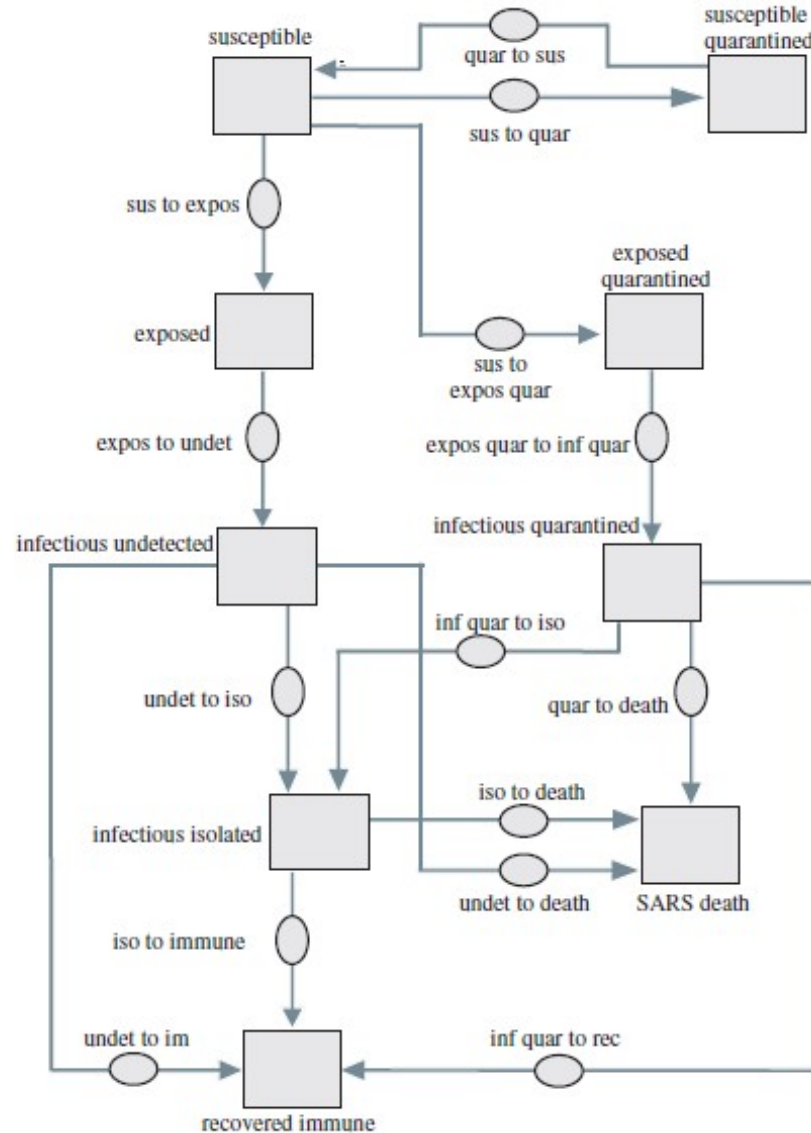 susceptible
quar to sus
susceptible
quarantined
sus to quar
sus to expos
exposed
quarantined
exposed
sus to
expos quar
expos to undet
expos quar to inf quar
infectious undetected
infectious quarantined
inf quar to iso
undet to iso
quar to death
iso to death
infectious isolated
undet to death
SARS death
iso to immune
undet to im
inf quar to rec
recovered immune